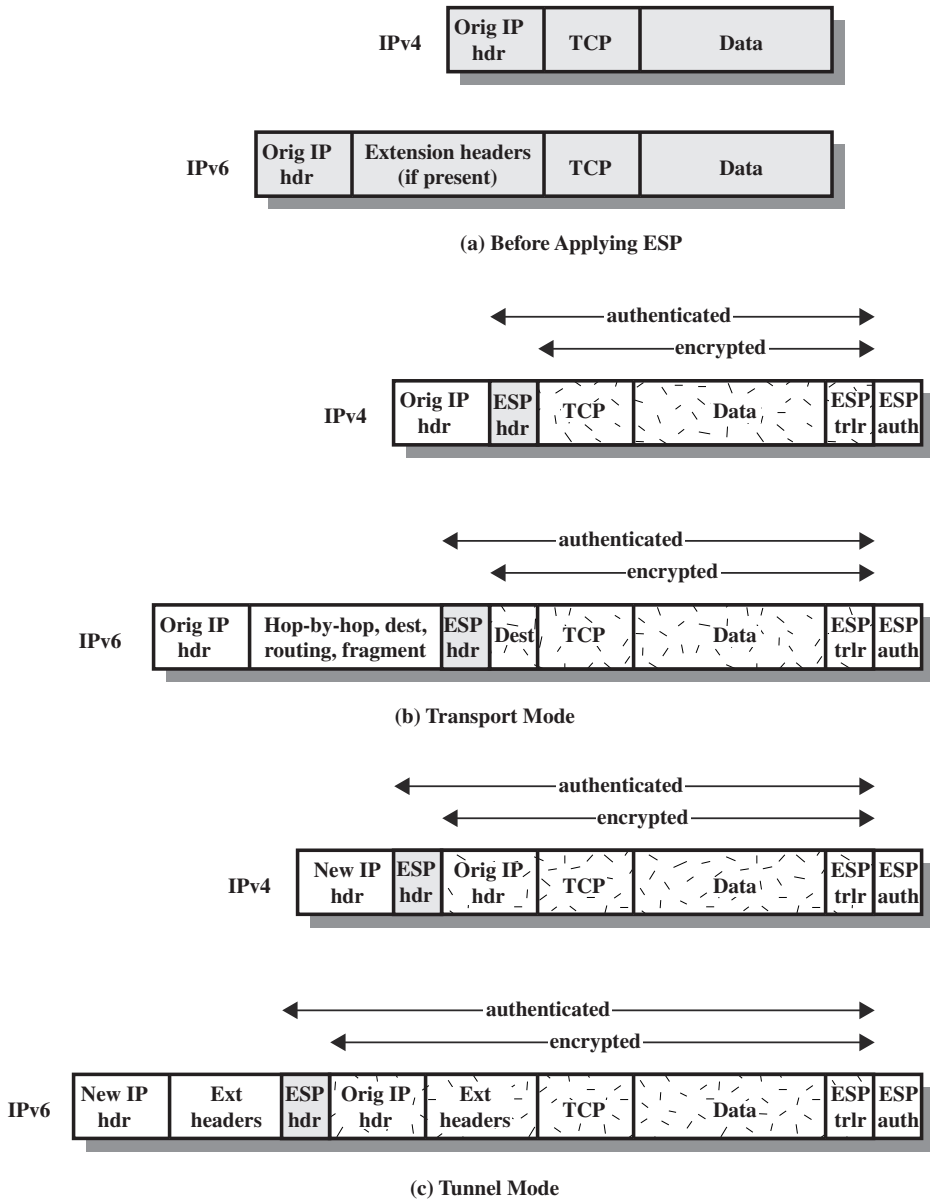 IPv4
Orig IP
hdr
TCP
Data
IPv6
Orig IP
hdr
Extension headers
(if present)
TCP
Data
(a) Before Applying ESP
authenticated
encrypted
IPv4
Orig IP
hdr
ESP
hdr
TCP
Data
ESP
trlr
ESP
auth
authenticated
encrypted
IPv6
Orig IP
hdr
Hop-by-hop, dest,
routing, fragment
ESP
hdr
Dest
TCP
Data
ESP
trlr
ESP
auth
(b) Transport Mode
authenticated
encrypted
IPv4
New IP
hdr
ESP
hdr
Orig IP
hdr
TCP
Data
ESP
trlr
ESP
auth
authenticated
encrypted
IPv6
New IP
hdr
Ext
headers
ESP
hdr
Orig IP
hdr
Ext
headers
TCP
Data
ESP
trlr
ESP
auth
(c) Tunnel Mode